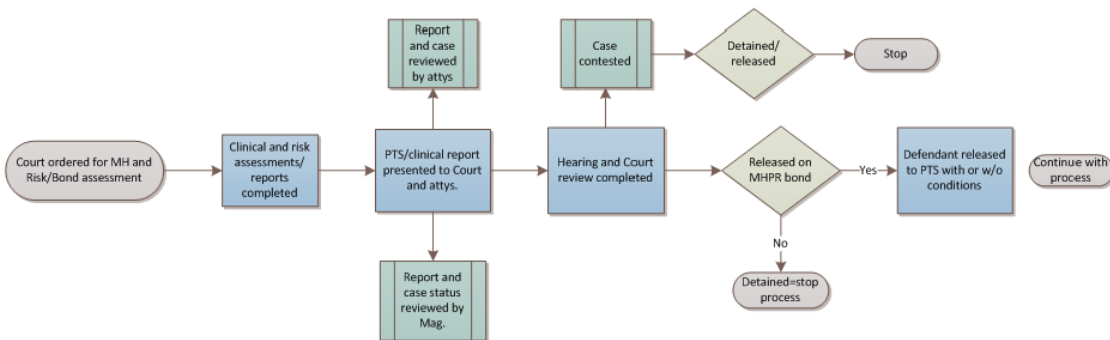 Report
and case
reviewed
by attys
Case
contested
Detained/
released
Stop
Court ordered for MH and
Risk/Bond assessment
Clinical and risk
assessments/
reports
completed
PTS/clinical report
presented to Court
and attys.
Hearing and Court
review completed
Released on
MHPR bond
Yes
Defendant released
to PTS with or w/o
conditions
Continue with
process
No
Detained=stop
process
Report and
case status
reviewed by
Mag.